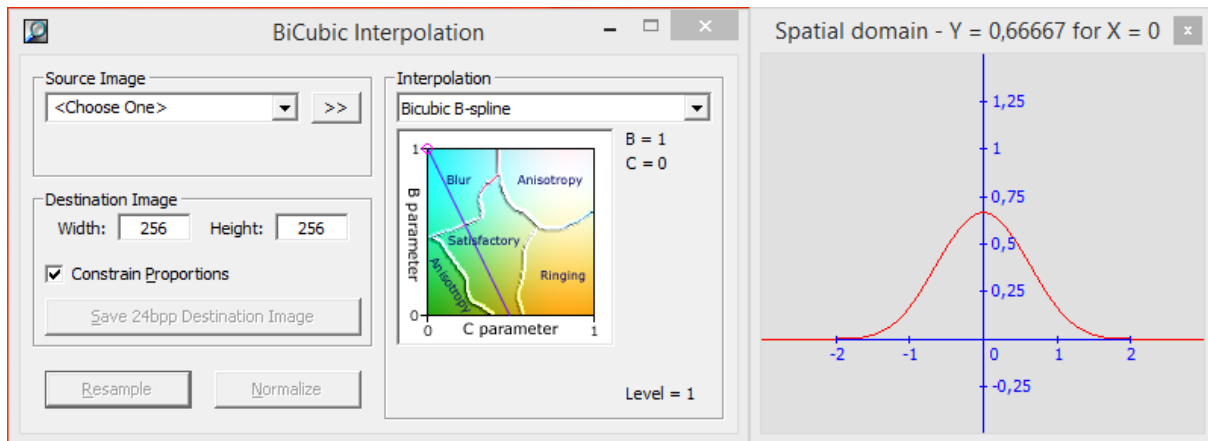 BiCubic Interpolation
Source Image
<Choose One>
>>
Destination Image
Width: 256 Height: 256
Constrain Proportions
Save 24bpp Destination Image
Resample
Normalize
Interpolation
Bicubic B-spline
B = 1
C = 0
1
Blur
Anisotropy
B parameter
Satisfactory
Anisotropy
Ringing
0
0 C parameter 1
Level = 1
Spatial domain - Y = 0,66667 for X = 0
x
1,25
1
0,75
0,5
0,25
-2 -1 0 1 2
-0,25